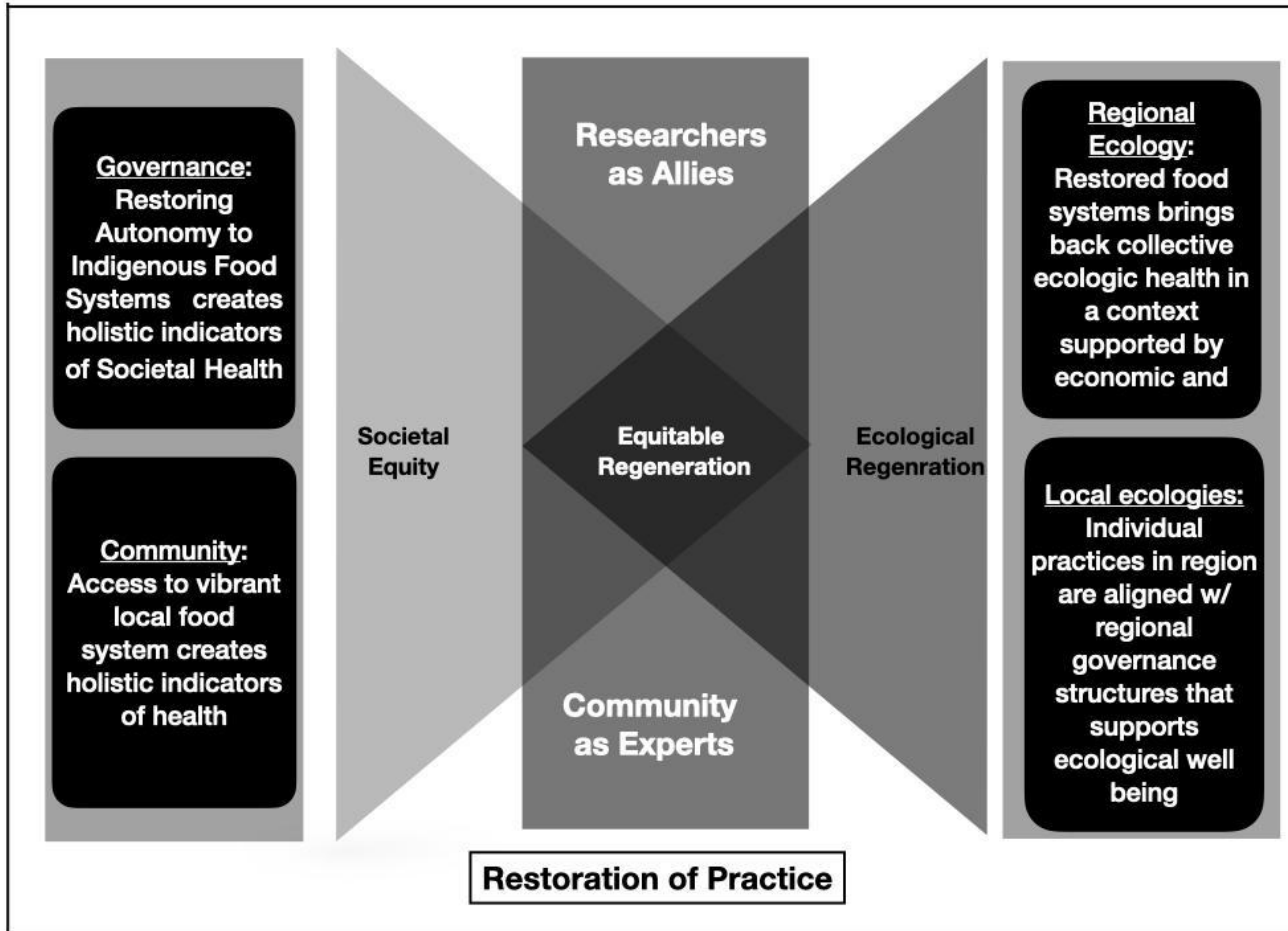 Governance:
Restoring
Autonomy to
Indigenous Food
Systems creates
holistic indicators
of Societal Health
Community:
Access to vibrant
local food
system creates
holistic indicators
of health
Societal
Equity
Researchers
as Allies
Equitable
Regeneration
Community
as Experts
Ecological
Regenration
Regional
Ecology:
Restored food
systems brings
back collective
ecologic health in
a context
supported by
economic and
Local ecologies:
Individual
practices in region
are aligned w/
regional
governance
structures that
supports
ecological well
being
Restoration of Practice